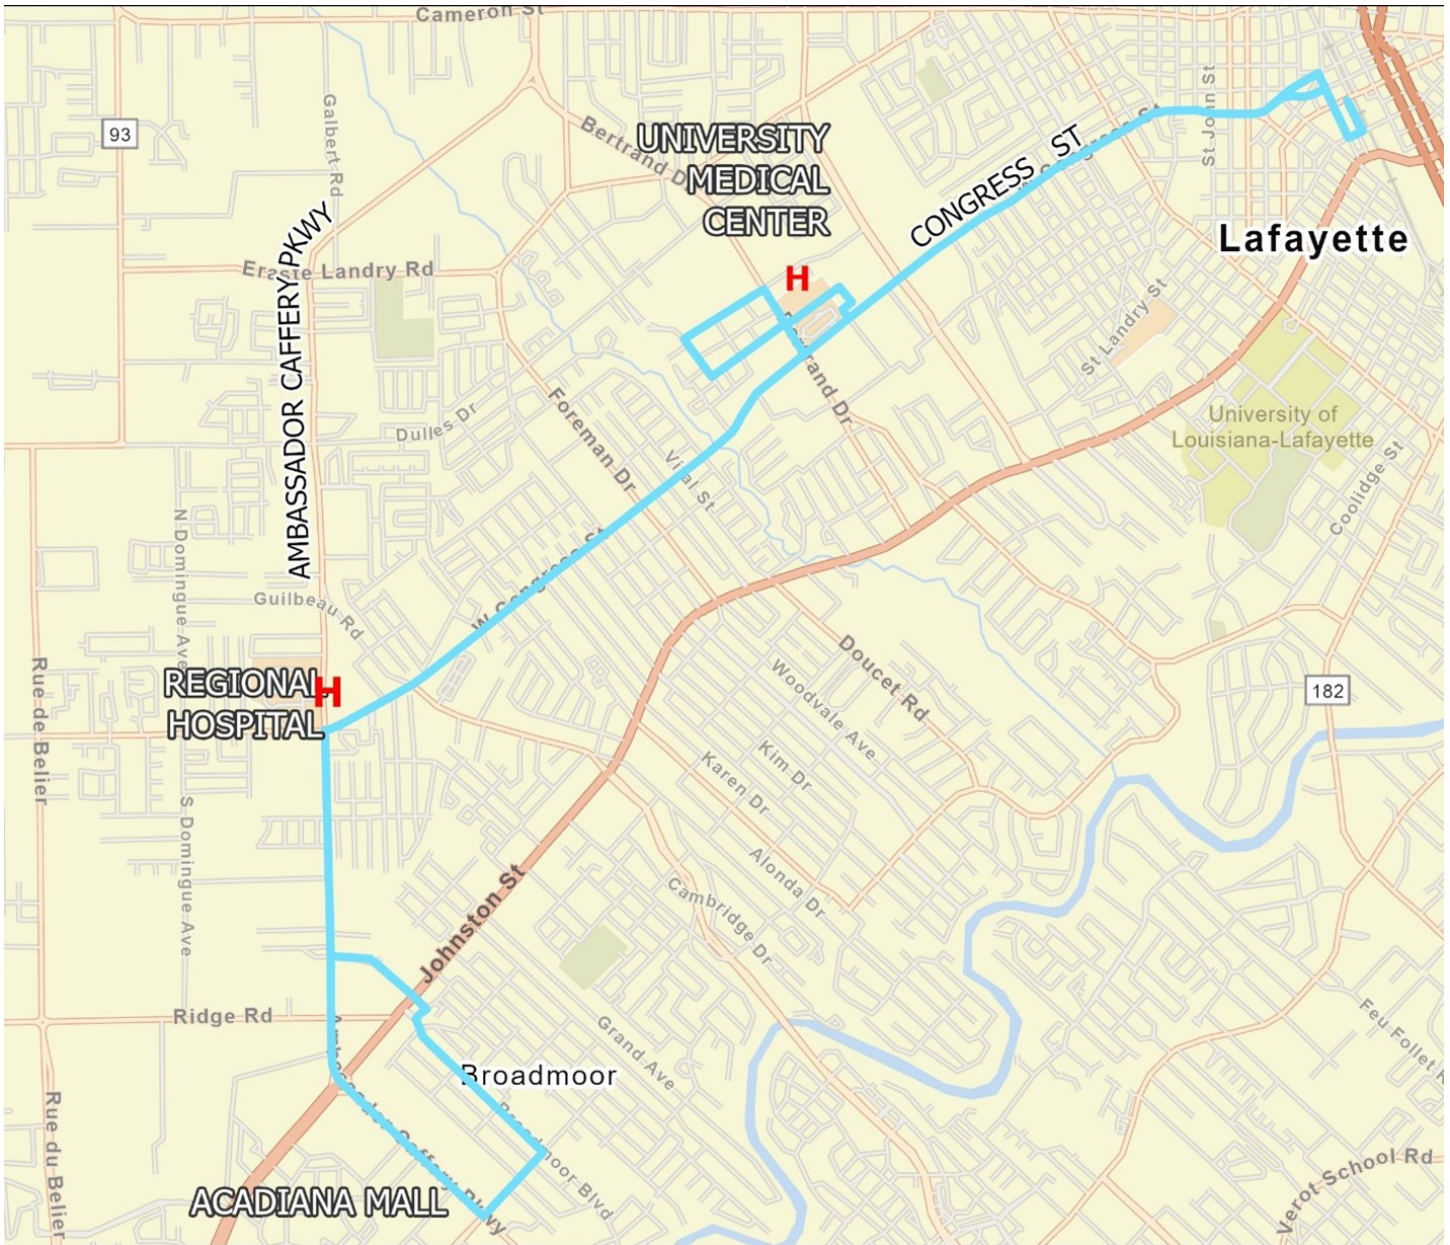 Cameron St
93
Galbert Rd
Bertrand Dr
UNIVERSITY
MEDICAL
CENTER
H
CONGRESS ST
Congress St
St John St
Lafayette
AMBASSADOR CAFFERY PKWY
Eraste Landry Rd
St Landry St
University of
Louisiana-Lafayette
Coolidge St
Dulles Dr
Foreman Dr
Bertrand Dr
Vital St
N Domingue Ave
W Congress St
Guilbeau Rd
Rue de Belier
REGIONAL
HOSPITAL
H
Doucet Rd
Woodvale Ave
Kim Dr
Karen Dr
182
S Domingue Ave
Johnston St
Alonda Dr
Cambridge Dr
Ridge Rd
Grand Ave
Broadmoor
Broadmoor Blvd
Ambassador Caffery Pkwy
Feu Follet R
Rue du Belier
ACADIANA MALL
Verot School Rd